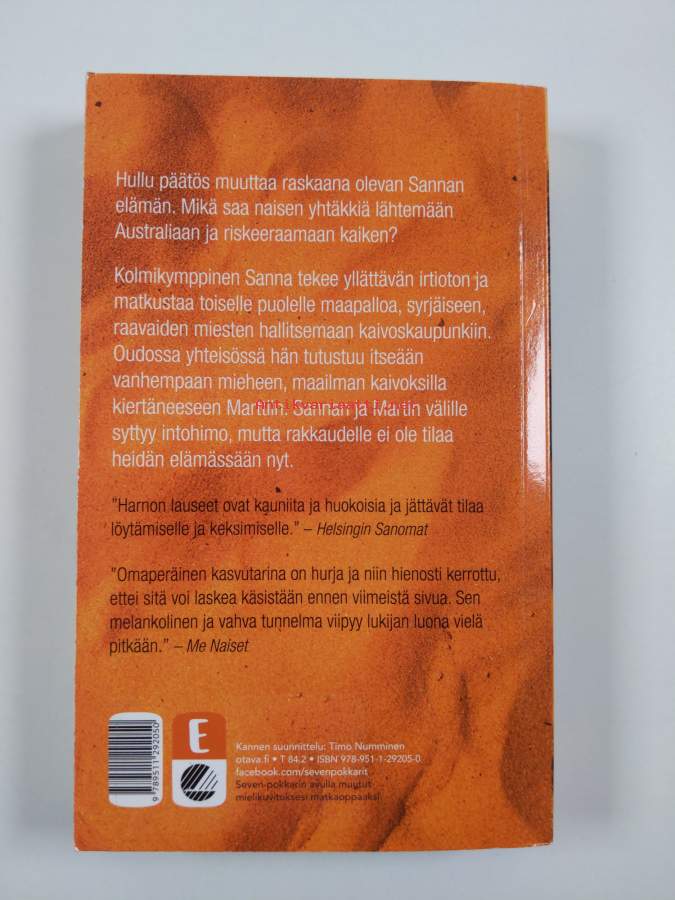 Hullu päätös muuttaa raskaana olevan Sannan
elämän. Mikä saa naisen yhtäkkiä lähtemään
Australiaan ja riskeeraamaan kaiken?
Kolmikymppinen Sanna tekee yllättävän irtioton ja
matkustaa toiselle puolelle maapalloa, syrjäiseen,
raavaiden miesten hallitsemaan kaivoskaupunkiin.
Oudossa yhteisössä hän tutustuu itseään
vanhempaan mieheen, maailman kaivoksilla
kiertäneeseen Martiin. Sannan ja Martin välille
syttyy intohimo, mutta rakkaudelle ei ole tilaa
heidän elämässään nyt.
"Harnon lauseet ovat kauniita ja huokoisia ja jättävät tilaa
löytämiselle ja keksimiselle." – Helsingin Sanomat
"Omaperäinen kasvutarina on hurja ja niin hienosti kerrottu,
ettei sitä voi laskea käsistään ennen viimeistä sivua. Sen
melankolinen ja vahva tunnelma viipyy lukijan luona vielä
pitkään." – Me Naiset
9 789511 292050
E
Kannen suunnittelu: Timo Numminen
otava.fi • T 84.2 • ISBN 978-951-1-29205-0
facebook.com/sevenpokkarit
Seven-pokkarin avulla muutut
mielikuvituksesi matkaoppaaksi.